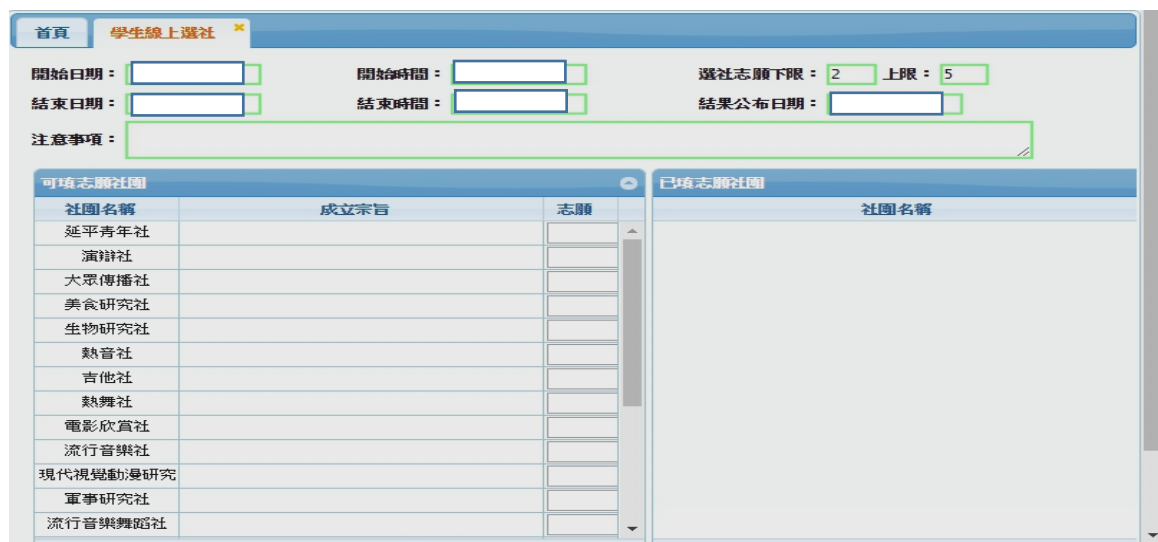 首頁 學生線上選社
開始日期： 開始時間： 選社志願下限： 2 上限： 5
結束日期： 結束時間： 結果公布日期：
注意事項：
可填志願社團 已填志願社團
社團名稱 成立宗旨 志願 社團名稱
延平青年社
演辯社
大眾傳播社
美食研究社
生物研究社
熱音社
吉他社
熱舞社
電影欣賞社
流行音樂社
現代視覺動漫研究
軍事研究社
流行音樂舞蹈社